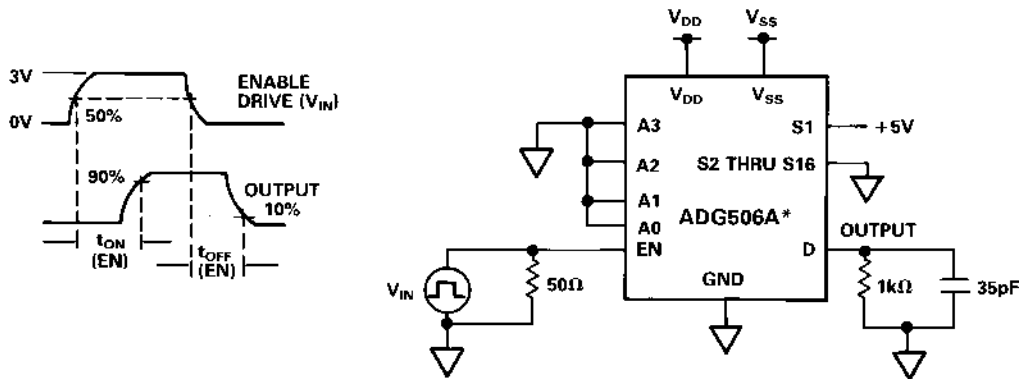 3V
0V
50%
ENABLE
DRIVE (VIN)
90%
OUTPUT
10%
tON
(EN)
tOFF
(EN)
VDD
VSS
VDD
VSS
A3
A2
A1
A0
EN
S1
+5V
S2 THRU S16
ADG506A*
D
GND
OUTPUT
VIN
50Ω
1kΩ
35pF